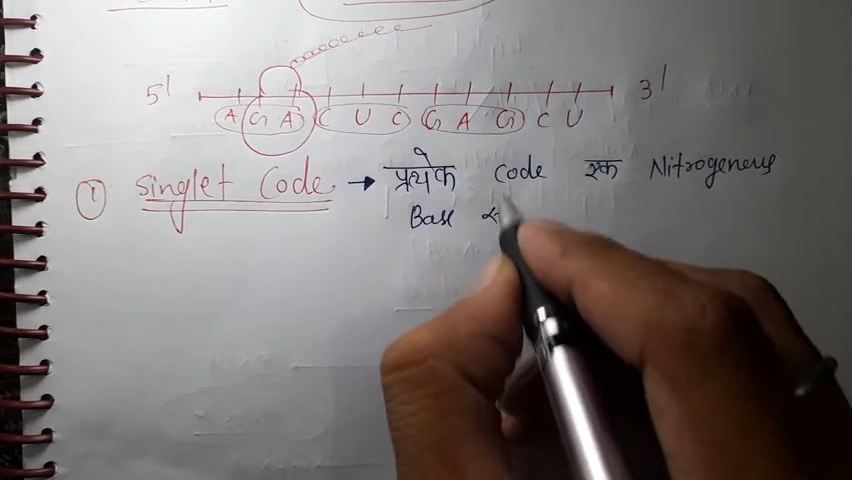 5' 3'
A G A C U C G A G C U
① Singlet Code → प्रत्येक Code एक Nitrogenous
Base